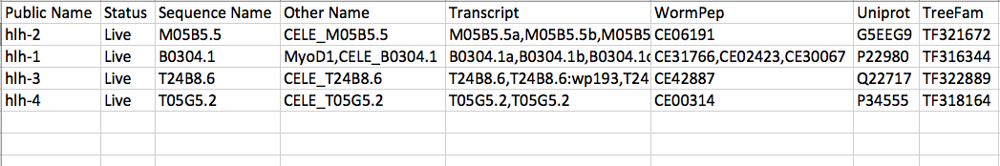 Public Name Status Sequence Name Other Name Transcript WormPep Uniprot TreeFam
hlh-2 Live M05B5.5 CELE_M05B5.5 M05B5.5a,M05B5.5b,M05B5 CE06191 G5EEG9 TF321672
hlh-1 Live B0304.1 MyoD1,CELE_B0304.1 B0304.1a,B0304.1b,B0304.1c CE31766,CE02423,CE30067 P22980 TF316344
hlh-3 Live T24B8.6 CELE_T24B8.6 T24B8.6,T24B8.6:wp193,T24 CE42887 Q22717 TF322889
hlh-4 Live T05G5.2 CELE_T05G5.2 T05G5.2,T05G5.2 CE00314 P34555 TF318164